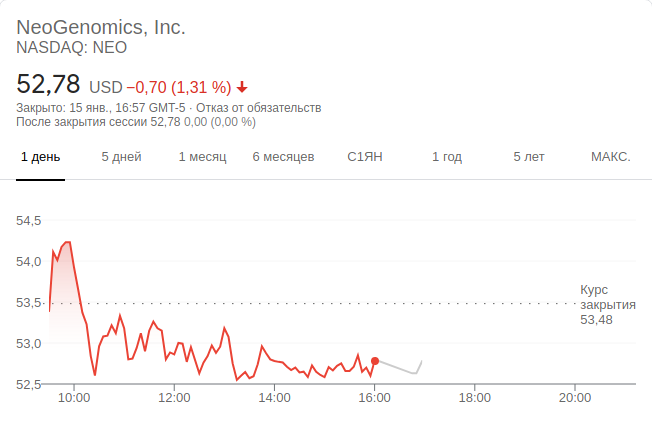 NeoGenomics, Inc.
NASDAQ: NEO
52,78 USD −0,70 (1,31 %)
Закрыто: 15 янв., 16:57 GMT-5 · Отказ от обязательств
После закрытия сессии 52,78 0,00 (0,00 %)
1 день 5 дней 1 месяц 6 месяцев С1ЯН 1 год 5 лет МАКС.
54,5
54,0
53,5
53,0
52,5
Курс
закрытия
53,48
10:00 12:00 14:00 16:00 18:00 20:00